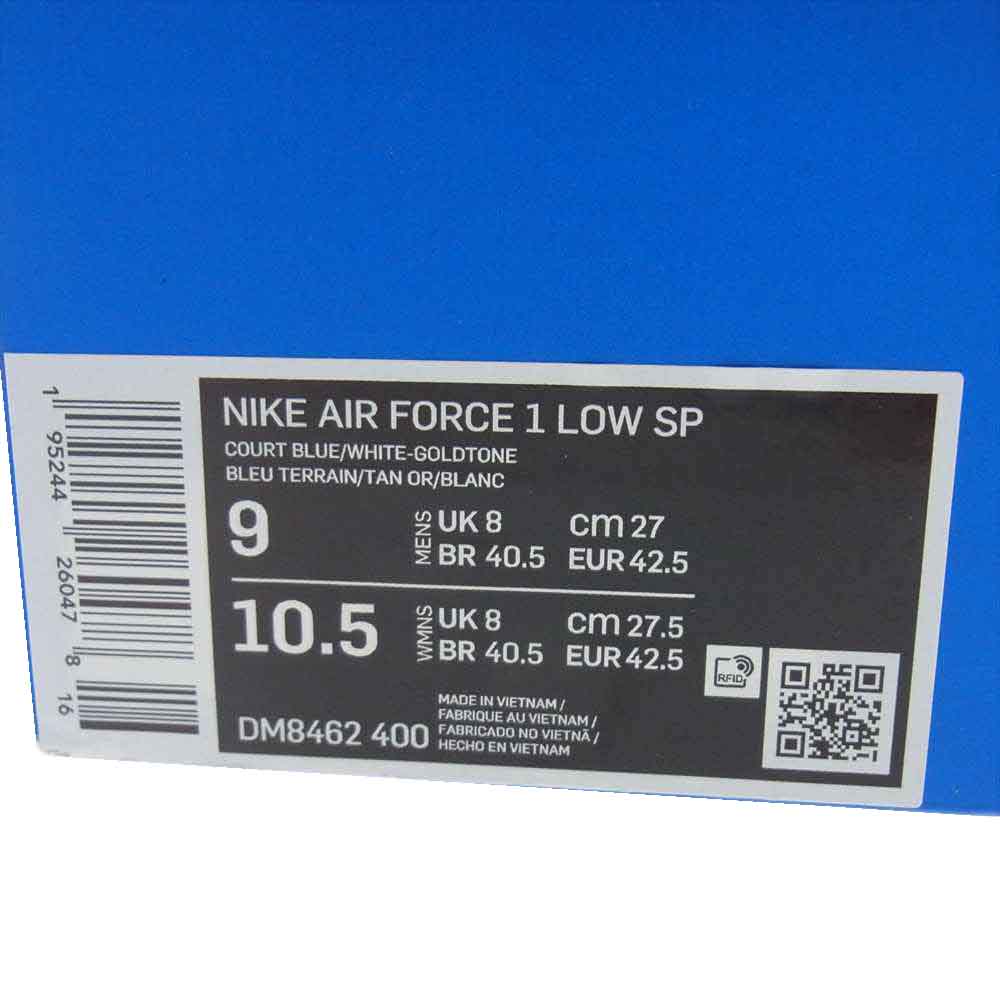 NIKE AIR FORCE 1 LOW SP
COURT BLUE/WHITE-GOLDTONE
BLEU TERRAIN/TAN OR/BLANC
9 MENS UK 8 cm 27
BR 40.5 EUR 42.5
10.5 WMNS UK 8 cm 27.5
BR 40.5 EUR 42.5
RFID
DM8462 400
MADE IN VIETNAM /
FABRIQUE AU VIETNAM /
FABRICADO NO VIETNÃ /
HECHO EN VIETNAM
1 95244 26047 8 16